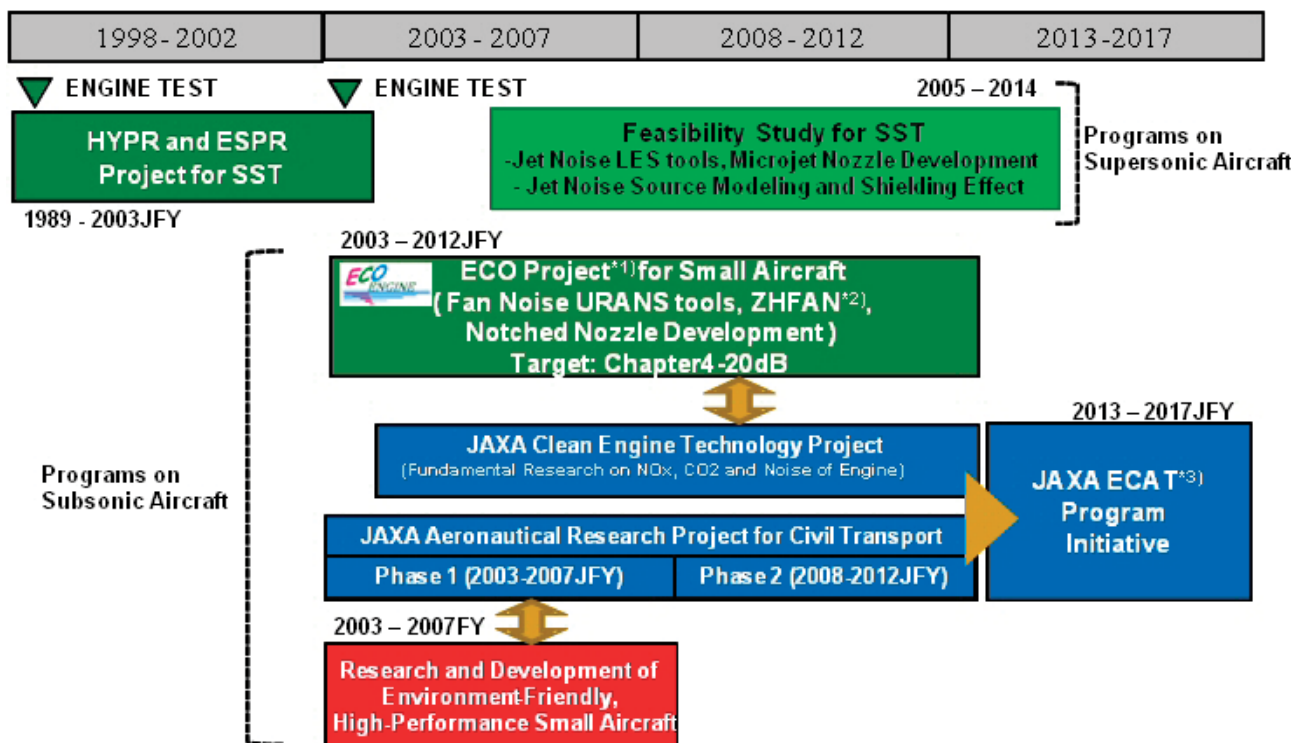 1998-2002 2003-2007 2008-2012 2013-2017
ENGINE TEST ENGINE TEST 2005 – 2014
HYPR and ESPR
Project for SST
1989 - 2003JFY
Feasibility Study for SST
-Jet Noise LES tools, Microjet Nozzle Development
- Jet Noise Source Modeling and Shielding Effect
Programs on
Supersonic Aircraft
2003 – 2012JFY
ECO
ENGINE
ECO Project*1) for Small Aircraft
( Fan Noise URANS tools, ZHFAN*2),
Notched Nozzle Development )
Target: Chapter4-20dB
JAXA Clean Engine Technology Project
(Fundamental Research on NOx, CO2 and Noise of Engine)
2013 – 2017JFY
JAXA ECAT*3)
Program
Initiative
Programs on
Subsonic Aircraft
JAXA Aeronautical Research Project for Civil Transport
Phase 1 (2003-2007JFY) Phase 2 (2008-2012JFY)
2003 – 2007FY
Research and Development of
Environment-Friendly,
High-Performance Small Aircraft